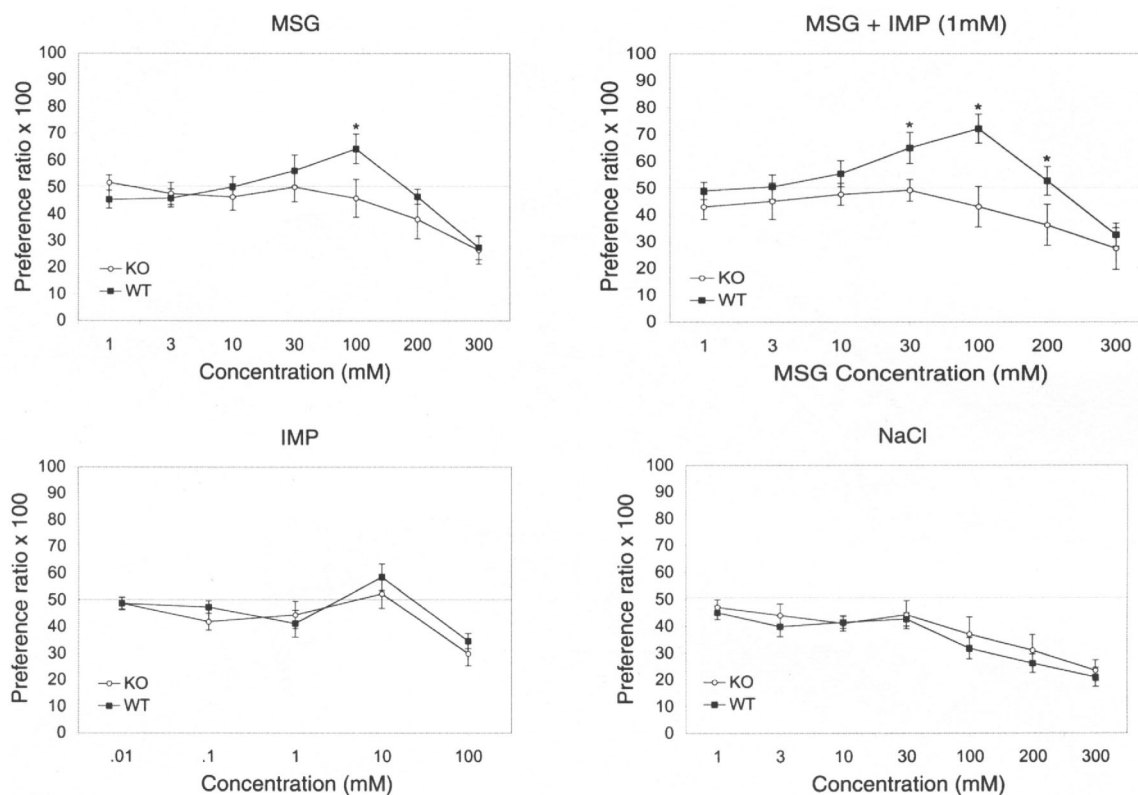 MSG
Preference ratio x 100
100
90
80
70
60
50
40
30
20
10
0
*
KO
WT
1 3 10 30 100 200 300
Concentration (mM)
MSG + IMP (1mM)
Preference ratio x 100
100
90
80
70
60
50
40
30
20
10
0
* * *
KO
WT
1 3 10 30 100 200 300
MSG Concentration (mM)
IMP
Preference ratio x 100
100
90
80
70
60
50
40
30
20
10
0
KO
WT
.01 .1 1 10 100
Concentration (mM)
NaCl
Preference ratio x 100
100
90
80
70
60
50
40
30
20
10
0
KO
WT
1 3 10 30 100 200 300
Concentration (mM)